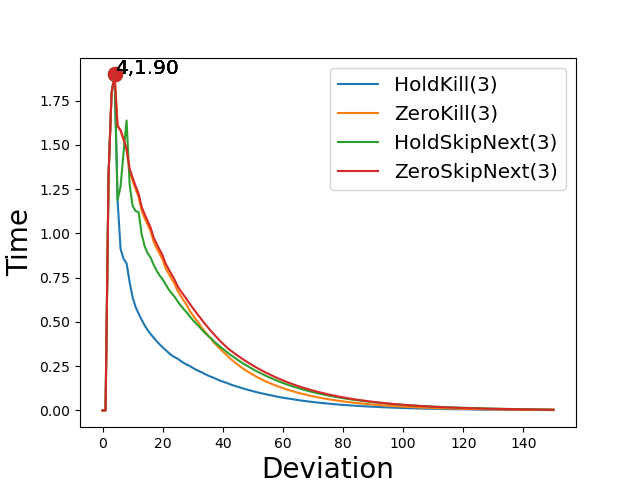 4,1.90
HoldKill(3)
ZeroKill(3)
HoldSkipNext(3)
ZeroSkipNext(3)
Time
1.75
1.50
1.25
1.00
0.75
0.50
0.25
0.00
0 20 40 60 80 100 120 140
Deviation